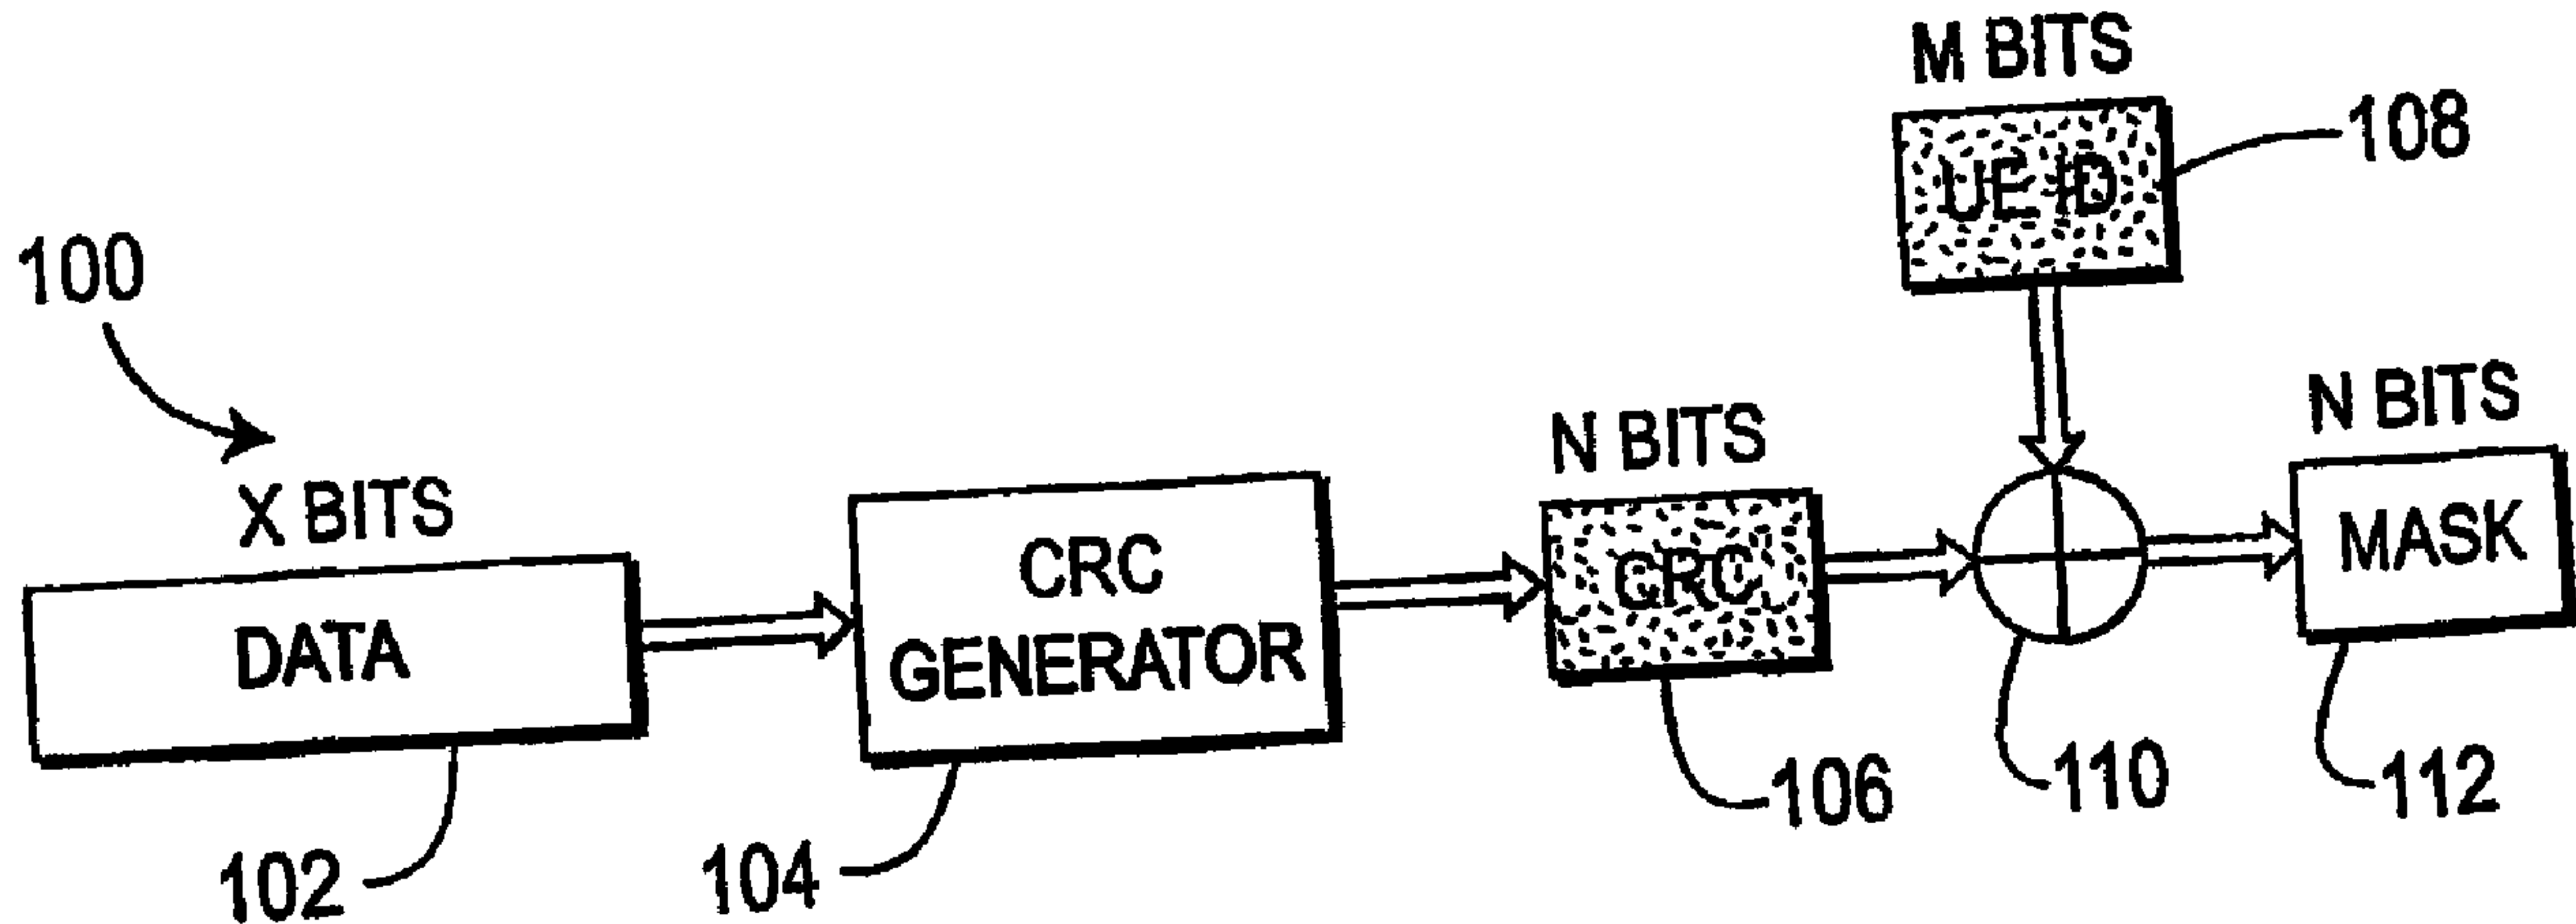 100
X BITS
DATA
102
CRC
GENERATOR
104
N BITS
CRC
106
M BITS
UE ID
108
110
N BITS
MASK
112